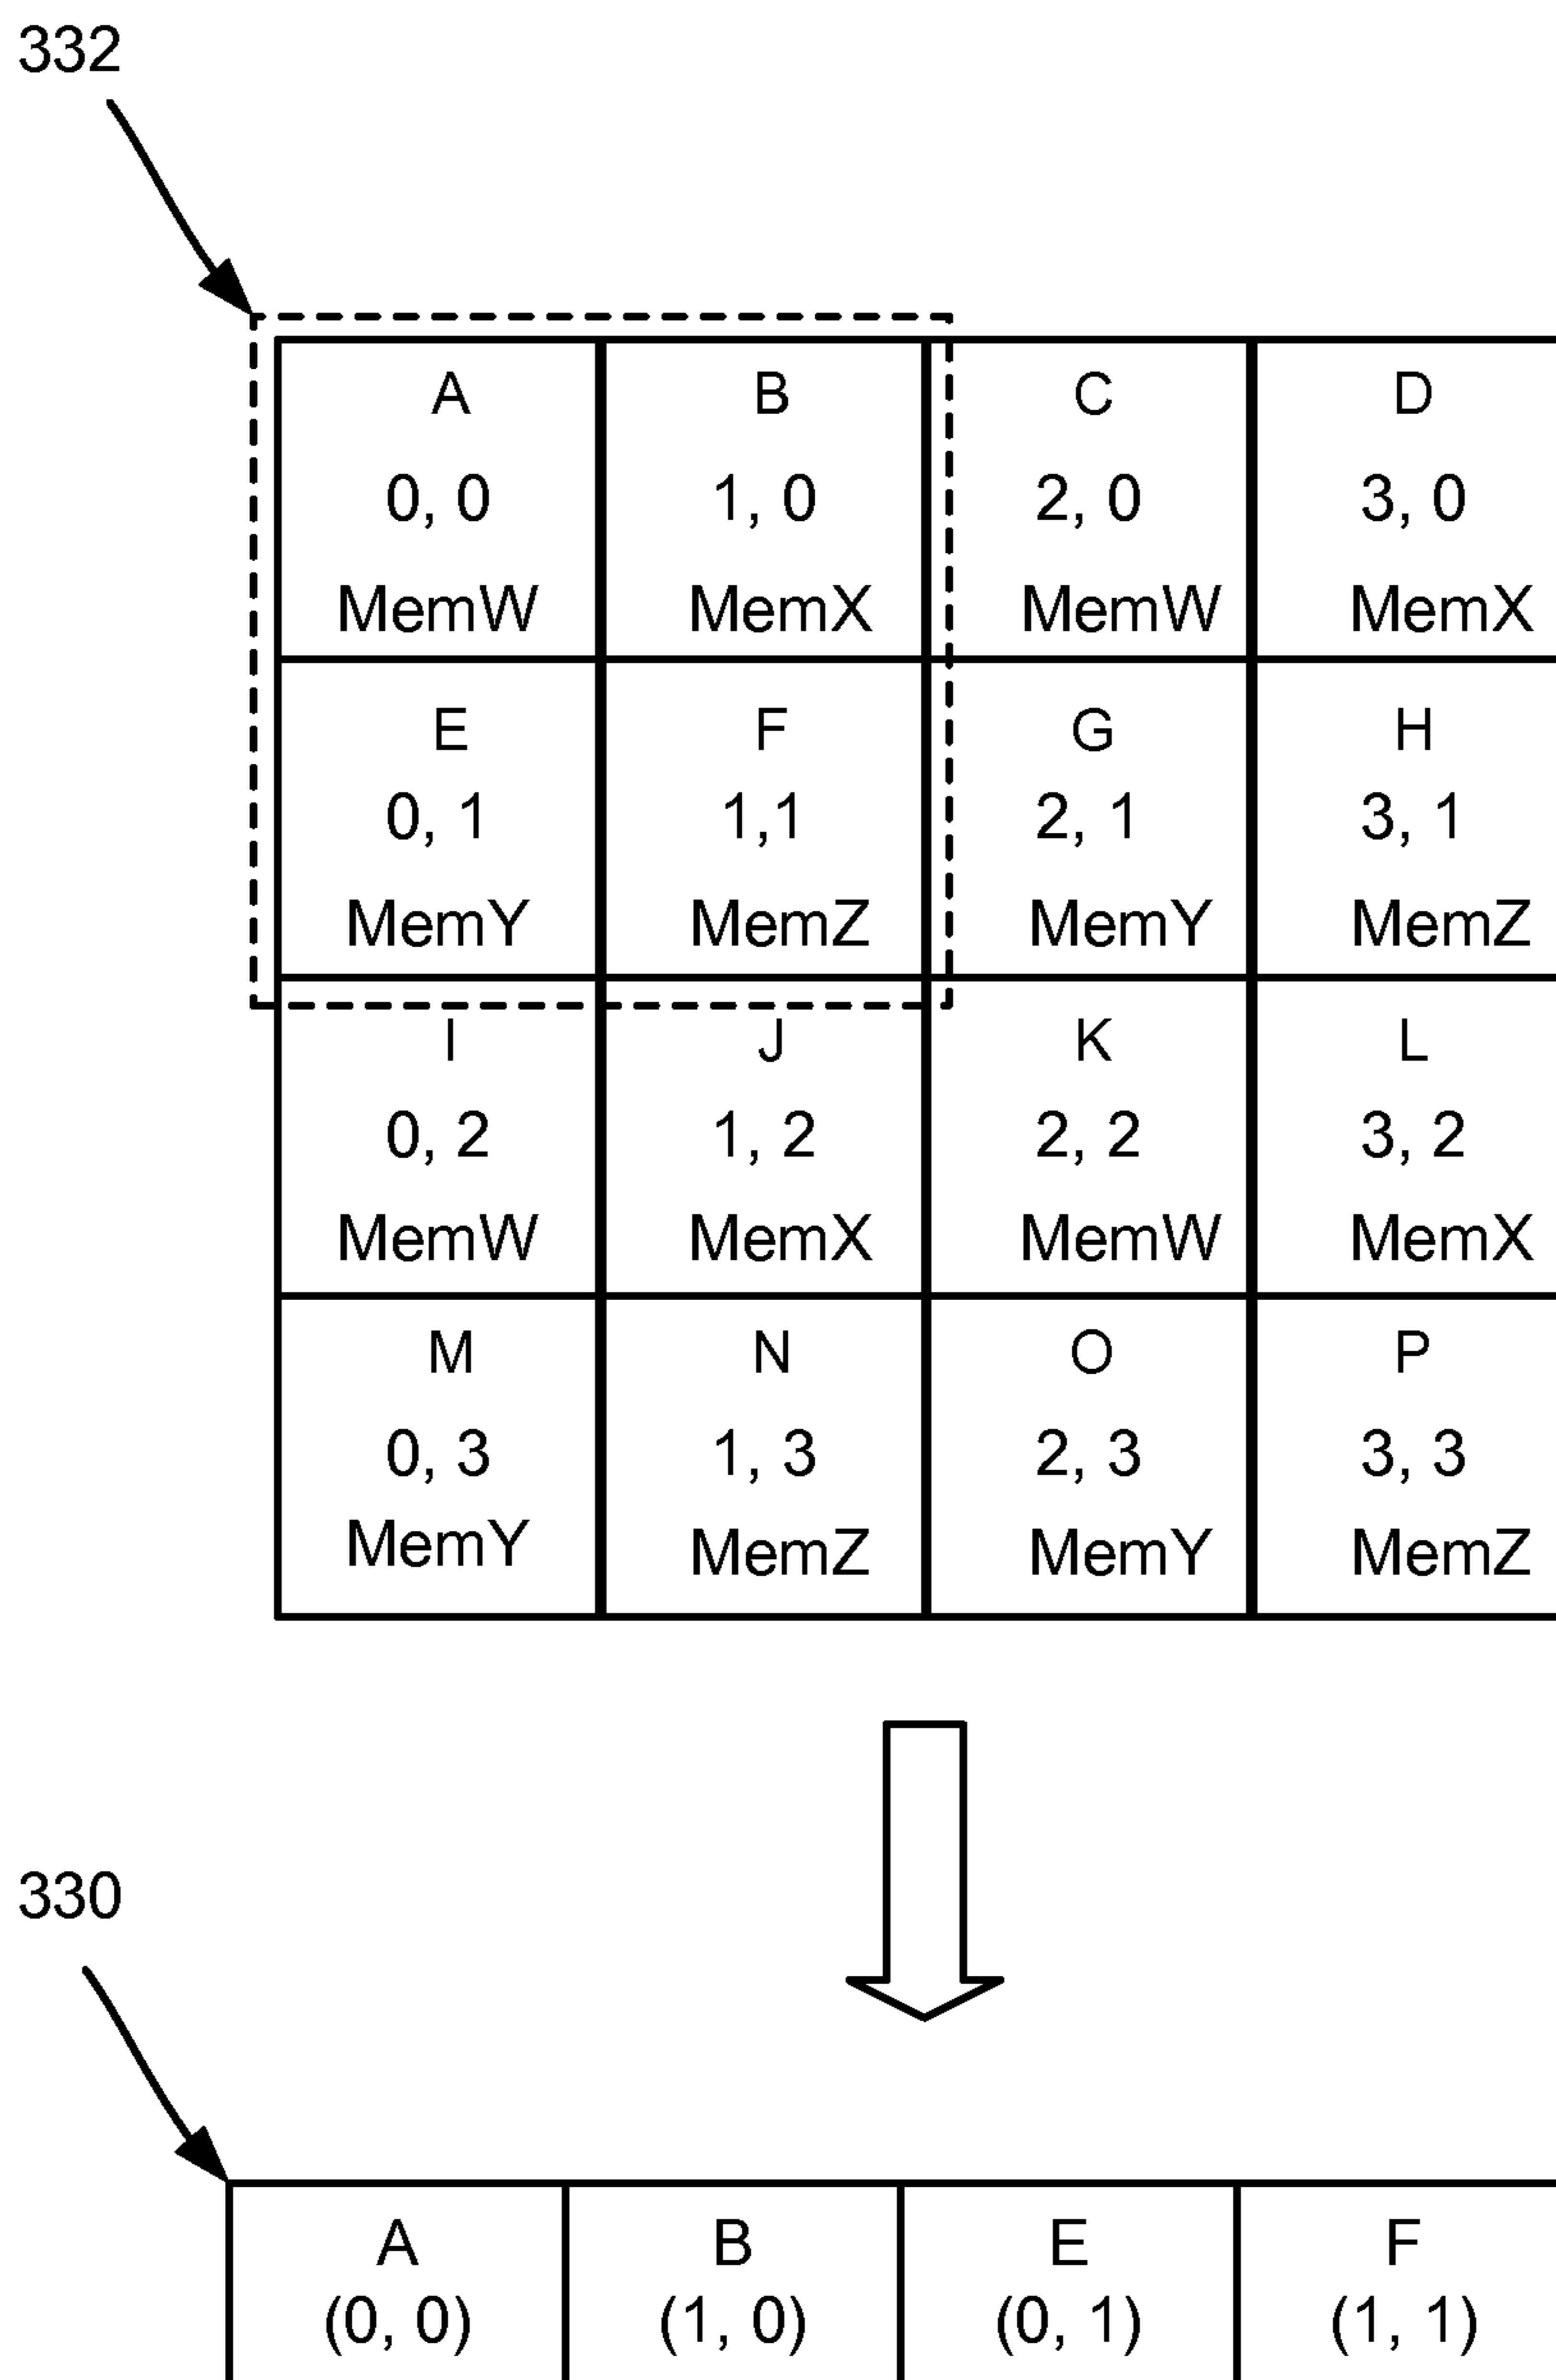 332
A B C D
0, 0 1, 0 2, 0 3, 0
MemW MemX MemW MemX
E F G H
0, 1 1,1 2, 1 3, 1
MemY MemZ MemY MemZ
I J K L
0, 2 1, 2 2, 2 3, 2
MemW MemX MemW MemX
M N O P
0, 3 1, 3 2, 3 3, 3
MemY MemZ MemY MemZ
330
A B E F
(0, 0) (1, 0) (0, 1) (1, 1)